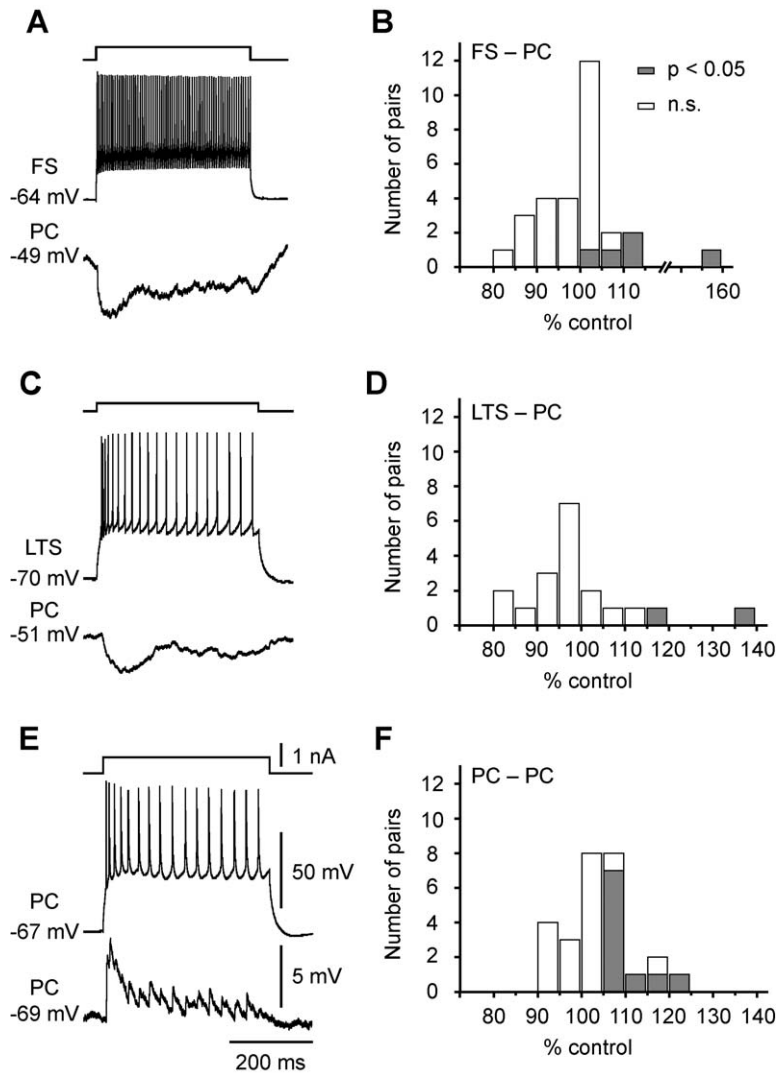 A
FS
-64 mV
PC
-49 mV
B
FS – PC
p < 0.05
n.s.
Number of pairs
12
10
8
6
4
2
0
80 90 100 110 160
% control
C
LTS
-70 mV
PC
-51 mV
D
LTS – PC
Number of pairs
12
10
8
6
4
2
0
80 90 100 110 120 130 140
% control
E
1 nA
50 mV
PC
-67 mV
5 mV
PC
-69 mV
200 ms
F
PC – PC
Number of pairs
12
10
8
6
4
2
0
80 90 100 110 120 130 140
% control